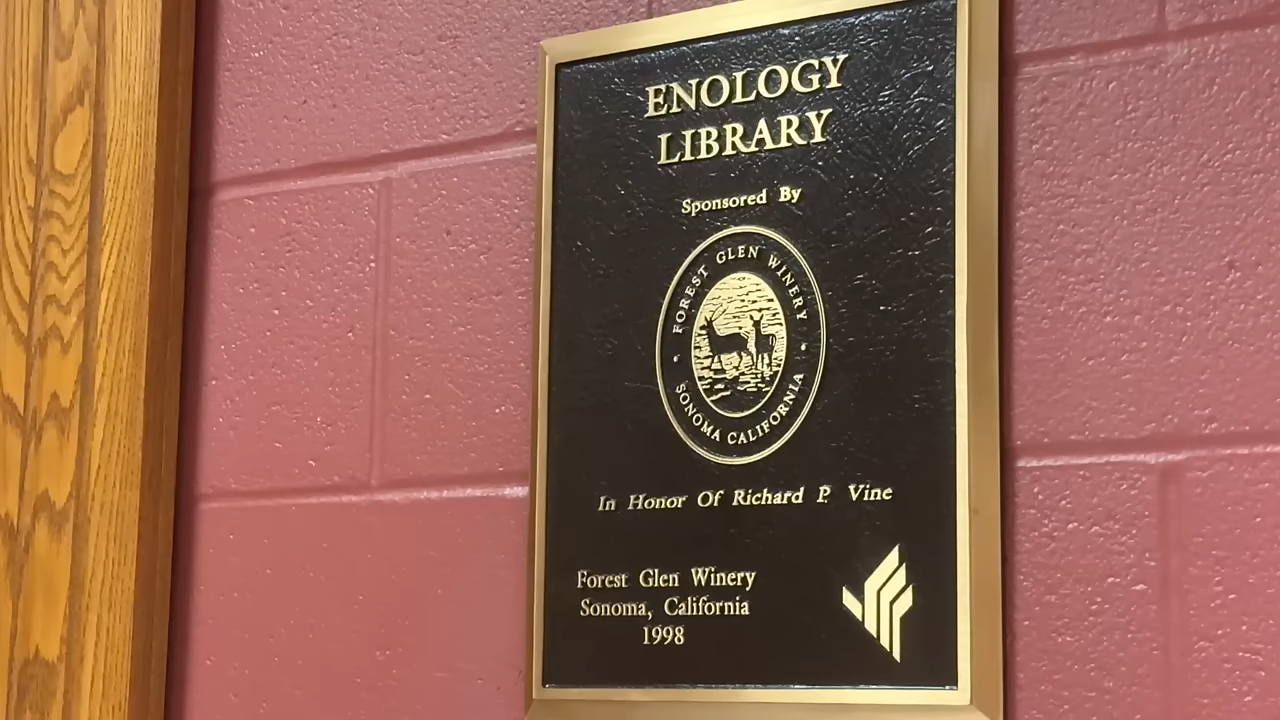 ENOLOGY
LIBRARY
Sponsored By
FOREST GLEN WINERY
SONOMA CALIFORNIA
In Honor Of Richard P. Vine
Forest Glen Winery
Sonoma, California
1998